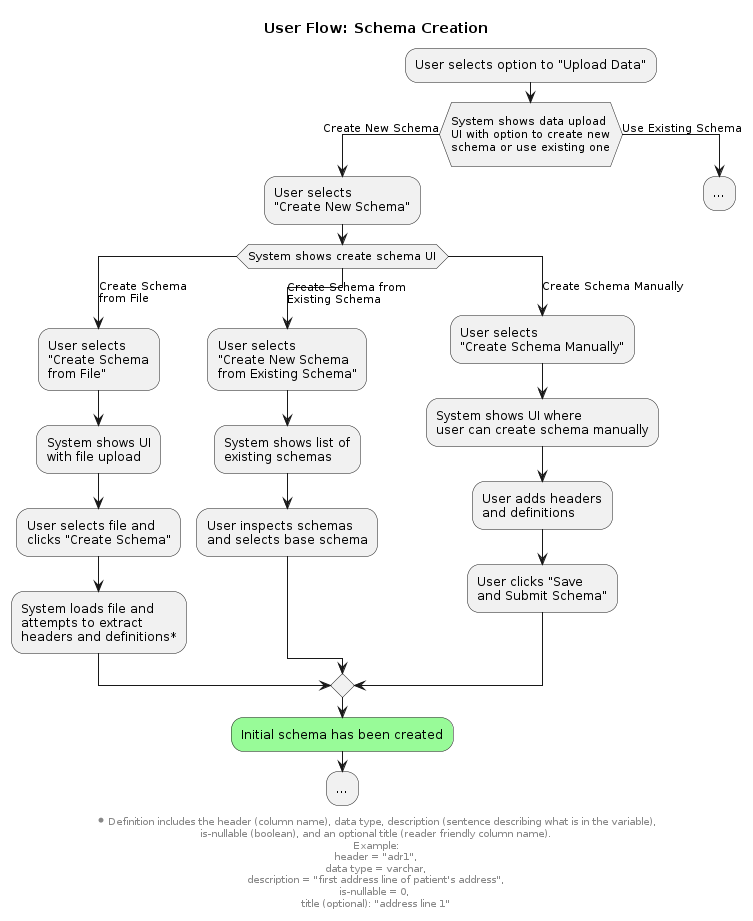 User Flow: Schema Creation
User selects option to "Upload Data"
System shows data upload
UI with option to create new
schema or use existing one
Create New Schema
Use Existing Schema
User selects
"Create New Schema"
...
System shows create schema UI
Create Schema
from File
Create Schema from
Existing Schema
Create Schema Manually
User selects
"Create Schema
from File"
User selects
"Create New Schema
from Existing Schema"
User selects
"Create Schema Manually"
System shows UI
with file upload
System shows list of
existing schemas
System shows UI where
user can create schema manually
User selects file and
clicks "Create Schema"
User inspects schemas
and selects base schema
User adds headers
and definitions
System loads file and
attempts to extract
headers and definitions*
User clicks "Save
and Submit Schema"
Initial schema has been created
...
* Definition includes the header (column name), data type, description (sentence describing what is in the variable),
is-nullable (boolean), and an optional title (reader friendly column name).
Example:
header = "adr1",
data type = varchar,
description = "first address line of patient's address",
is-nullable = 0,
title (optional): "address line 1"